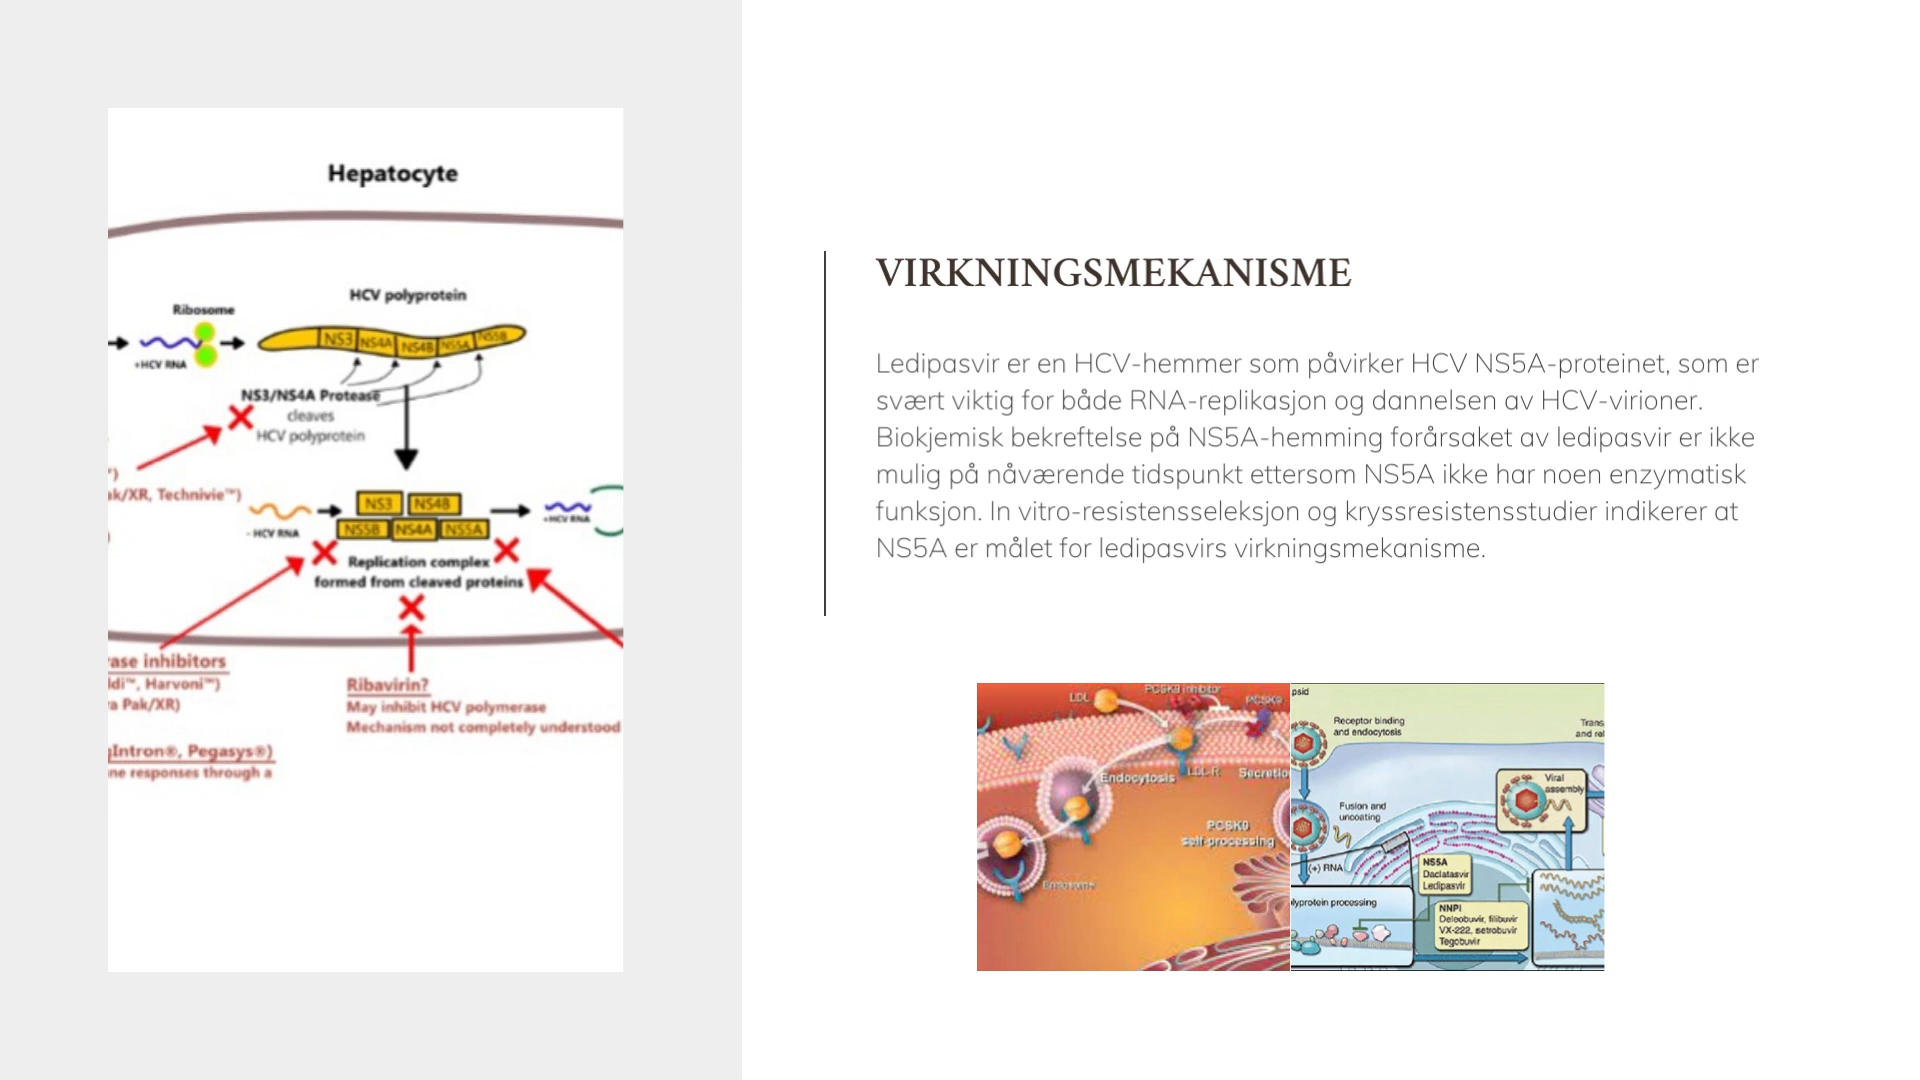 Hepatocyte
HCV polyprotein
Ribosome
NS3 NS4A NS4B NS5A NS5B
+HCV RNA
NS3/NS4A Protease
cleaves
HCV polyprotein
k/XR, Technivie™)
NS3 NS4B
NS5B NS4A NS5A
- HCV RNA
+HCV RNA
Replication complex
formed from cleaved proteins
ase inhibitors
di™, Harvoni™)
a Pak/XR)
Ribavirin?
May inhibit HCV polymerase
Mechanism not completely understood
Intron®, Pegasys®)
ne responses through a
VIRKNINGSMEKANISME
Ledipasvir er en HCV-hemmer som påvirker HCV NS5A-proteinet, som er
svært viktig for både RNA-replikasjon og dannelsen av HCV-virioner.
Biokjemisk bekreftelse på NS5A-hemming forårsaket av ledipasvir er ikke
mulig på nåværende tidspunkt ettersom NS5A ikke har noen enzymatisk
funksjon. In vitro-resistensseleksjon og kryssresistensstudier indikerer at
NS5A er målet for ledipasvirs virkningsmekanisme.
LDL
PCSK9 inhibitor
PCSK9
Endocytosis
LDL-R
Secretio
PCSK9
self-processing
Endosome
psid
Receptor binding
and endocytosis
Trans
and rel
Viral
assembly
Fusion and
uncoating
(+) RNA
NS5A
Daclatasvir
Ledipasvir
lyprotein processing
NNPI
Deleobuvir, filibuvir
VX-222, setrobuvir
Tegobuvir